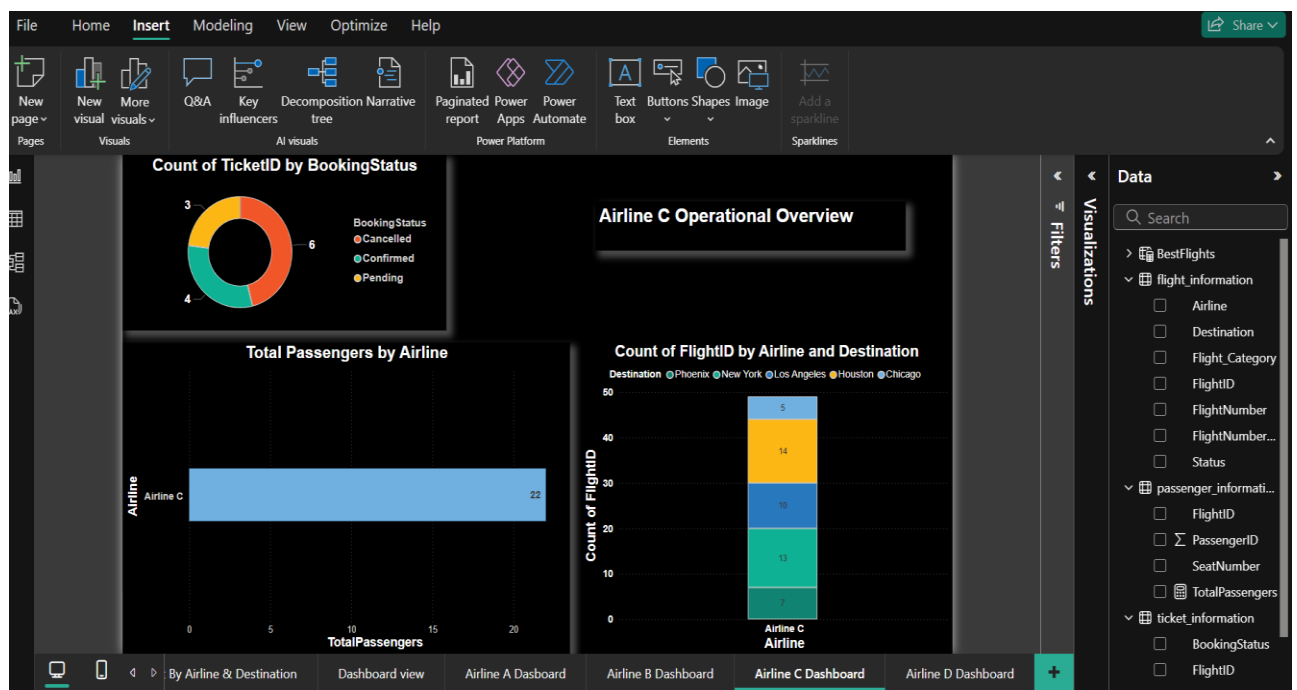 File Home Insert Modeling View Optimize Help Share
New page
New visual
More visuals
Q&A
Key influencers
Decomposition tree
Narrative
Paginated report
Power Apps
Power Automate
Text box
Buttons
Shapes
Image
Add a sparkline
Pages Visuals AI visuals Power Platform Elements Sparklines
Count of TicketID by BookingStatus
3
6
4
BookingStatus
Cancelled
Confirmed
Pending
Airline C Operational Overview
Total Passengers by Airline
Airline
Airline C
22
0 5 10 15 20
TotalPassengers
Count of FlightID by Airline and Destination
Destination Phoenix New York Los Angeles Houston Chicago
Count of FlightID
50
40
30
20
10
0
5
14
10
13
7
Airline C
Airline
Filters
Visualizations
Data
Search
BestFlights
flight_information
Airline
Destination
Flight_Category
FlightID
FlightNumber
FlightNumber...
Status
passenger_informati...
FlightID
PassengerID
SeatNumber
TotalPassengers
ticket_information
BookingStatus
FlightID
By Airline & Destination Dashboard view Airline A Dasboard Airline B Dashboard Airline C Dashboard Airline D Dashboard